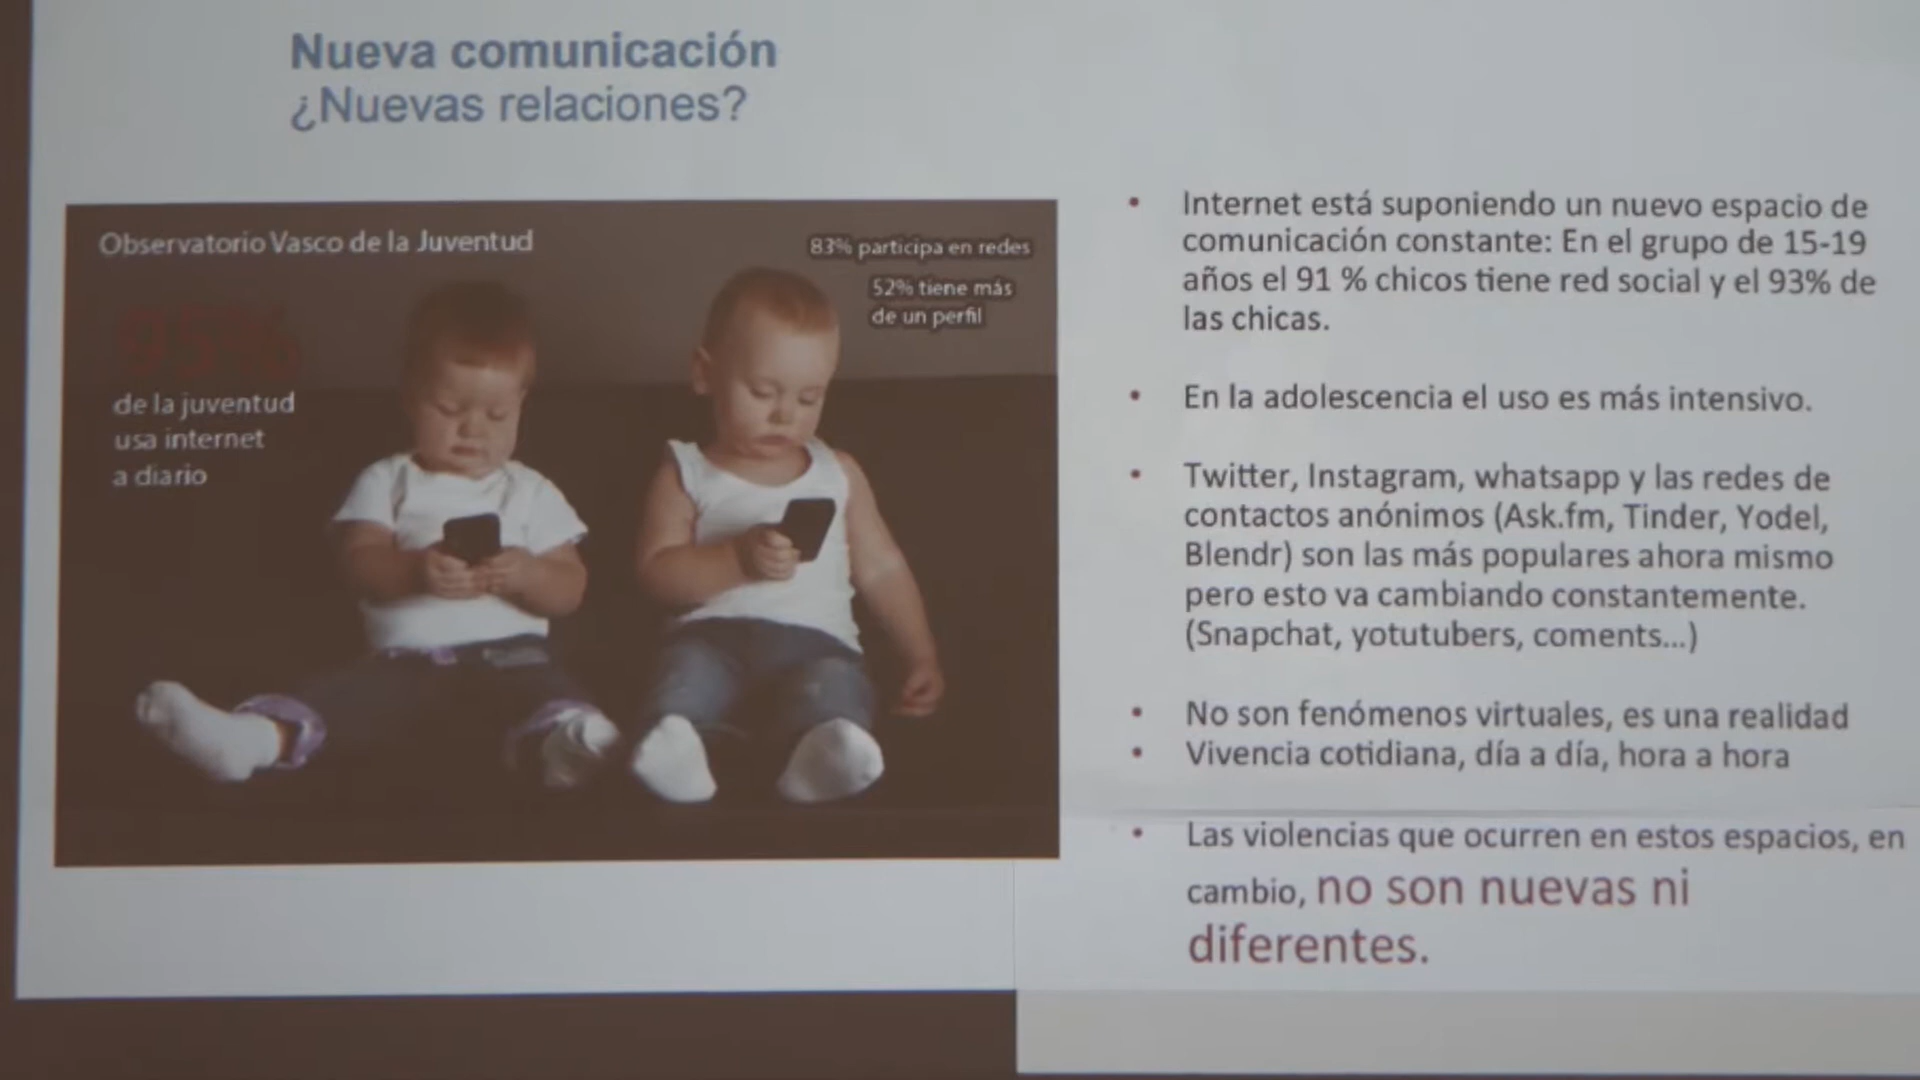 Nueva comunicación
¿Nuevas relaciones?
Observatorio Vasco de la Juventud
83% participa en redes
52% tiene más
de un perfil
95%
de la juventud
usa internet
a diario
• Internet está suponiendo un nuevo espacio de
comunicación constante: En el grupo de 15-19
años el 91 % chicos tiene red social y el 93% de
las chicas.
• En la adolescencia el uso es más intensivo.
• Twitter, Instagram, whatsapp y las redes de
contactos anónimos (Ask.fm, Tinder, Yodel,
Blendr) son las más populares ahora mismo
pero esto va cambiando constantemente.
(Snapchat, yotutubers, coments...)
• No son fenómenos virtuales, es una realidad
• Vivencia cotidiana, día a día, hora a hora
• Las violencias que ocurren en estos espacios, en
cambio, no son nuevas ni
diferentes.